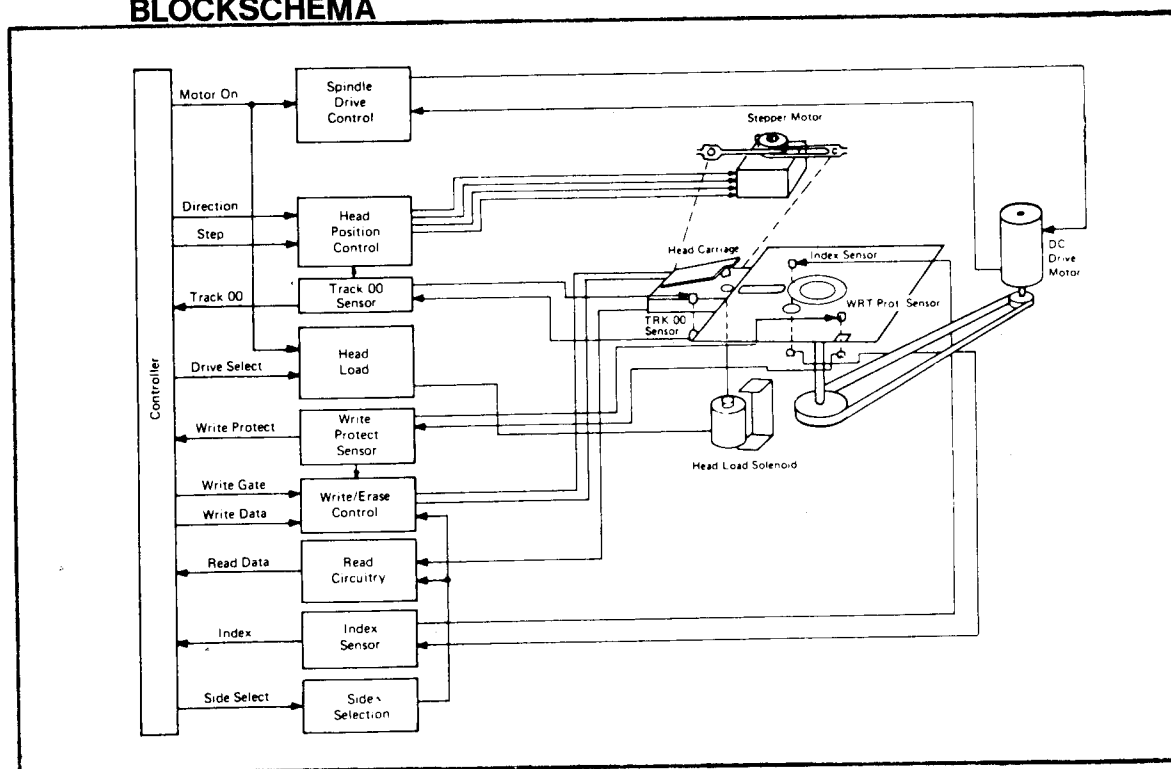 BLOCKSCHEMA
Motor On
Spindle
Drive
Control
Stepper Motor
Direction
Step
Head
Position
Control
DC
Drive
Motor
Head Carriage
Index Sensor
Track 00
Track 00
Sensor
TRK 00
Sensor
WRT Prot Sensor
Drive Select
Head
Load
Controller
Write Protect
Write
Protect
Sensor
Head Load Solenoid
Write Gate
Write Data
Write/Erase
Control
Read Data
Read
Circuitry
Index
Index
Sensor
Side Select
Side
Selection